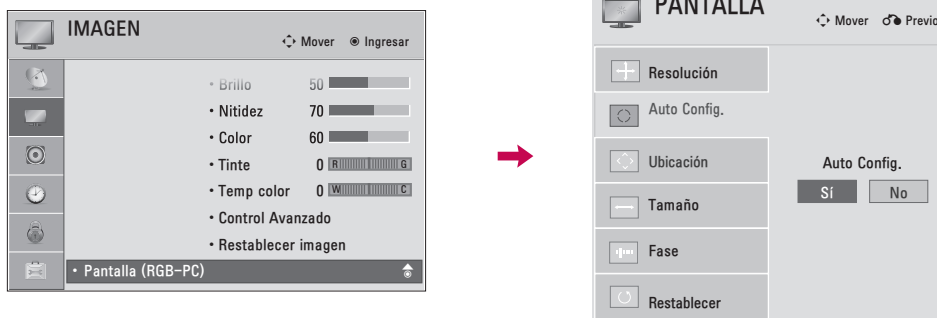 IMAGEN
Mover Ingresar
• Brillo 50
• Nitidez 70
• Color 60
• Tinte 0 R G
• Temp color 0 W C
• Control Avanzado
• Restablecer imagen
• Pantalla (RGB-PC)
PANTALLA
Mover Previo
Resolución
Auto Config.
Ubicación
Tamaño
Fase
Restablecer
Auto Config.
Sí No